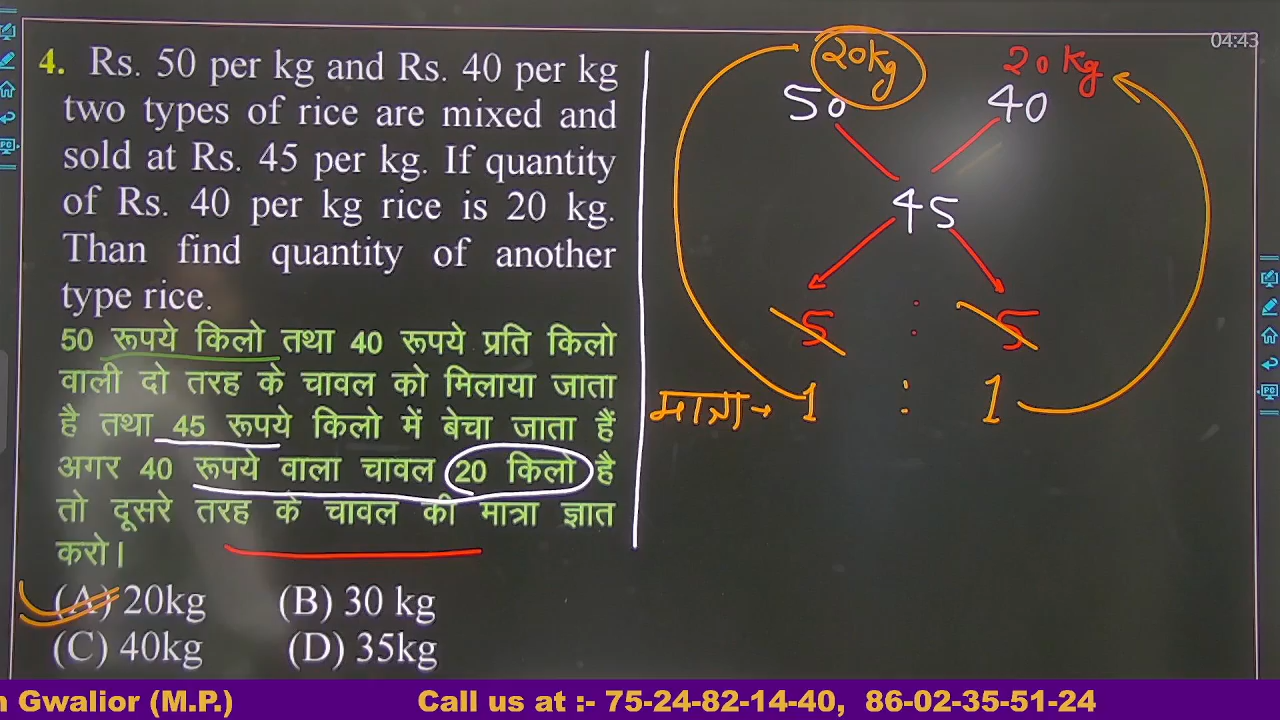 04:43
4. Rs. 50 per kg and Rs. 40 per kg
two types of rice are mixed and
sold at Rs. 45 per kg. If quantity
of Rs. 40 per kg rice is 20 kg.
Than find quantity of another
type rice.
50 रूपये किलो तथा 40 रूपये प्रति किलो
वाली दो तरह के चावल को मिलाया जाता
है तथा 45 रूपये किलो में बेचा जाता हैं
अगर 40 रूपये वाला चावल 20 किलो है
तो दूसरे तरह के चावल की मात्रा ज्ञात
करो।
(A) 20kg (B) 30 kg
(C) 40kg (D) 35kg
20kg 20 kg
50 40
45
5 : 5
मात्रा→ 1 : 1
n Gwalior (M.P.) Call us at :- 75-24-82-14-40, 86-02-35-51-24